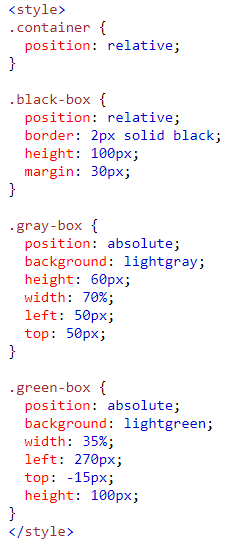 <style>
.container {
  position: relative;
}

.black-box {
  position: relative;
  border: 2px solid black;
  height: 100px;
  margin: 30px;
}

.gray-box {
  position: absolute;
  background: lightgray;
  height: 60px;
  width: 70%;
  left: 50px;
  top: 50px;
}

.green-box {
  position: absolute;
  background: lightgreen;
  width: 35%;
  left: 270px;
  top: -15px;
  height: 100px;
}
</style>